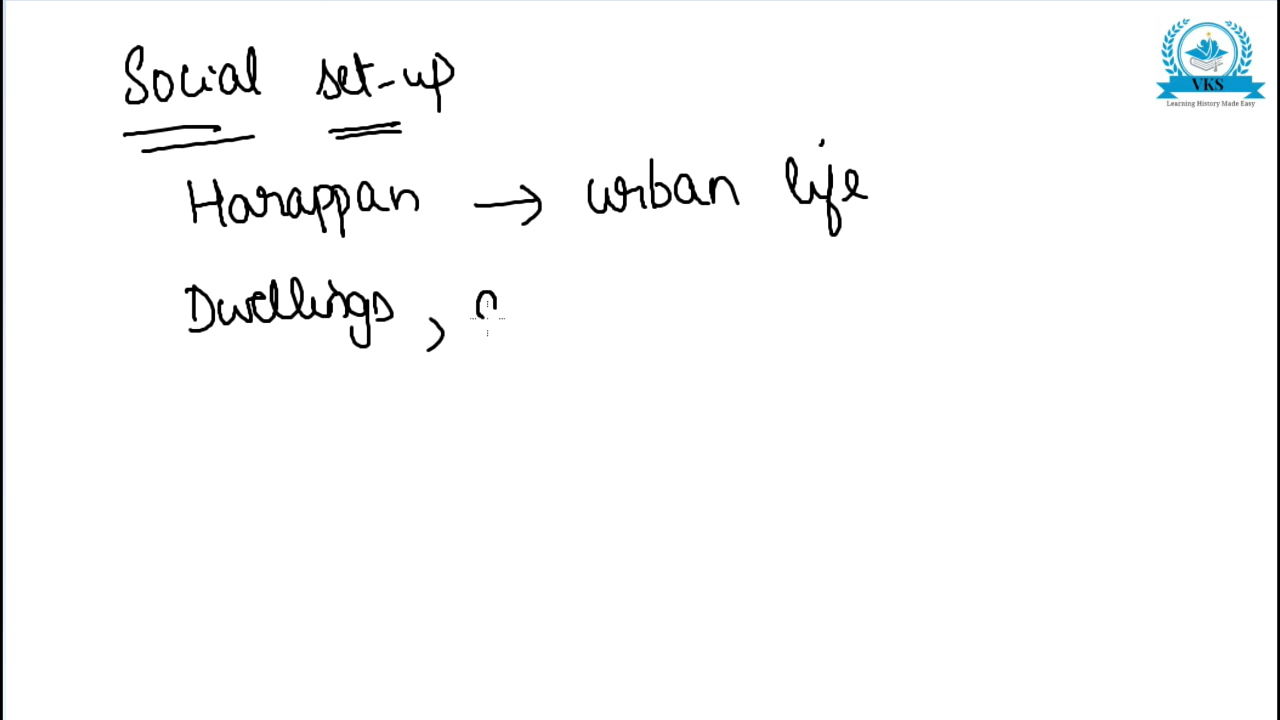 Social set-up
VKS
Learning History Made Easy
Harappan → urban life
Dwellings,